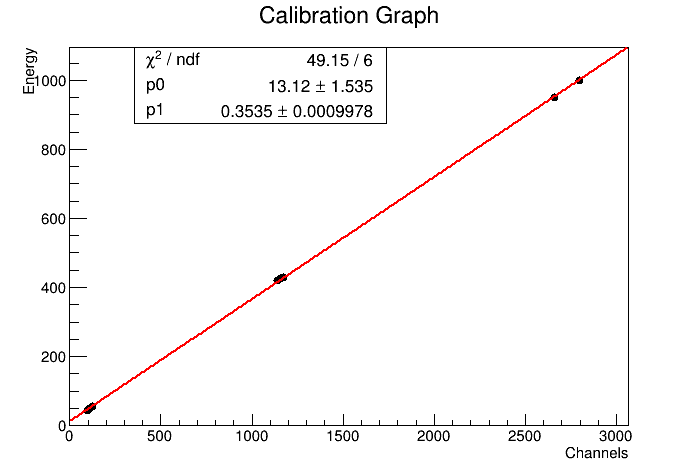 Calibration Graph
χ² / ndf 49.15 / 6
p0 13.12 ± 1.535
p1 0.3535 ± 0.0009978
Energy
1000
800
600
400
200
0
0 500 1000 1500 2000 2500 3000
Channels